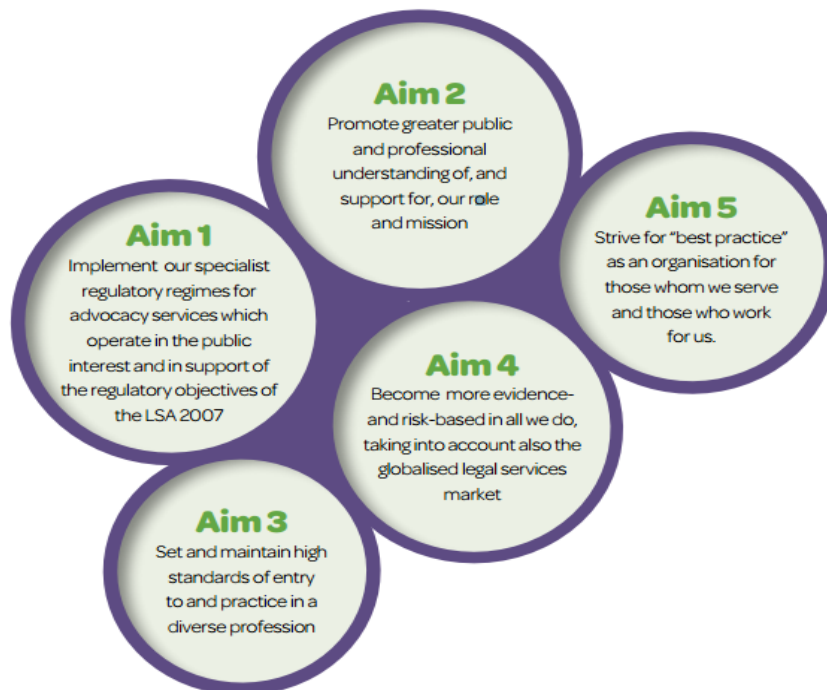 Aim 1
Implement our specialist
regulatory regimes for
advocacy services which
operate in the public
interest and in support of
the regulatory objectives of
the LSA 2007
Aim 2
Promote greater public
and professional
understanding of, and
support for, our role
and mission
Aim 3
Set and maintain high
standards of entry
to and practice in a
diverse profession
Aim 4
Become more evidence-
and risk-based in all we do,
taking into account also the
globalised legal services
market
Aim 5
Strive for “best practice”
as an organisation for
those whom we serve
and those who work
for us.